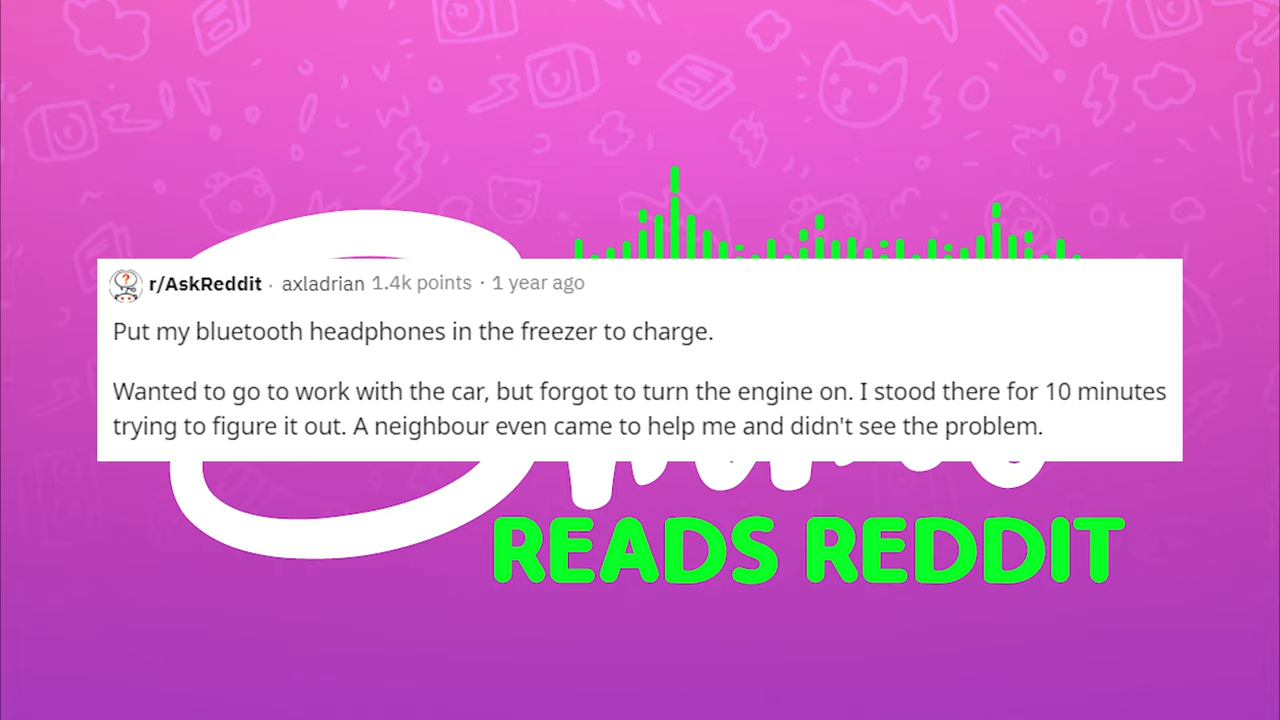 r/AskReddit · axladrian 1.4k points · 1 year ago
Put my bluetooth headphones in the freezer to charge.
Wanted to go to work with the car, but forgot to turn the engine on. I stood there for 10 minutes
trying to figure it out. A neighbour even came to help me and didn't see the problem.
READS REDDIT